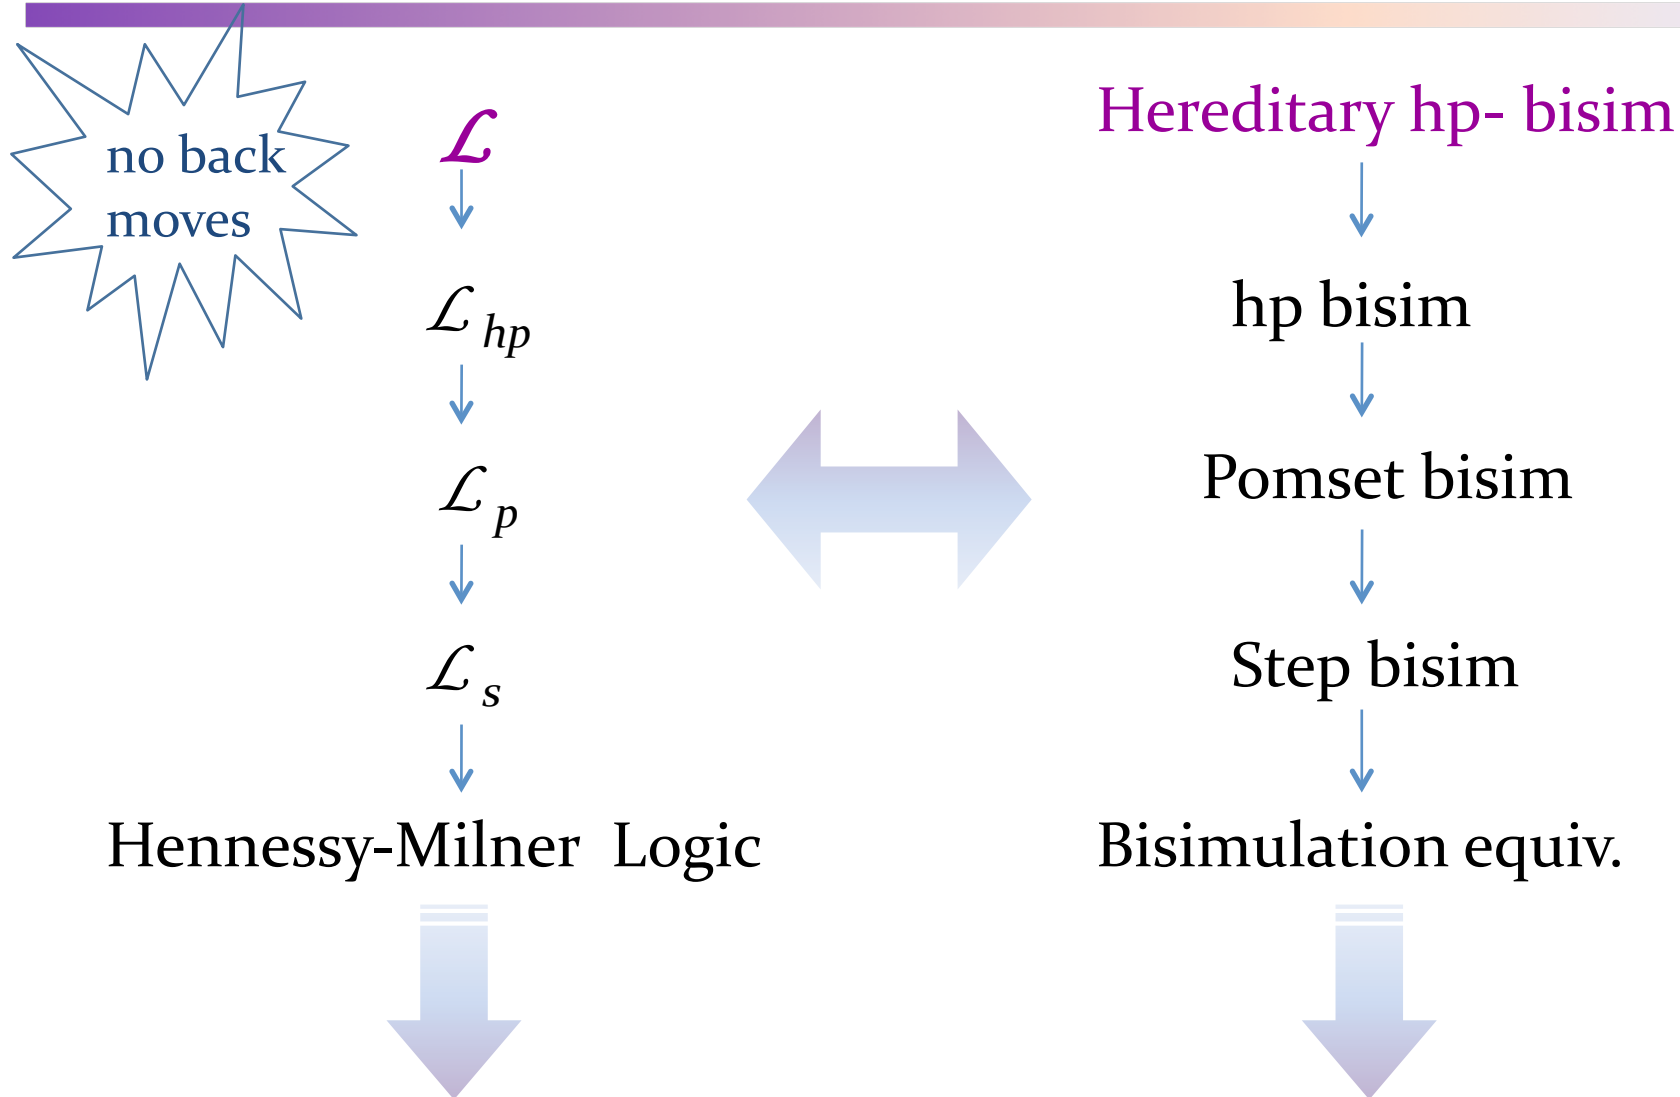 no back
moves
ℒ
ℒ hp
ℒ p
ℒ s
Hennessy-Milner Logic
Hereditary hp- bisim
hp bisim
Pomset bisim
Step bisim
Bisimulation equiv.